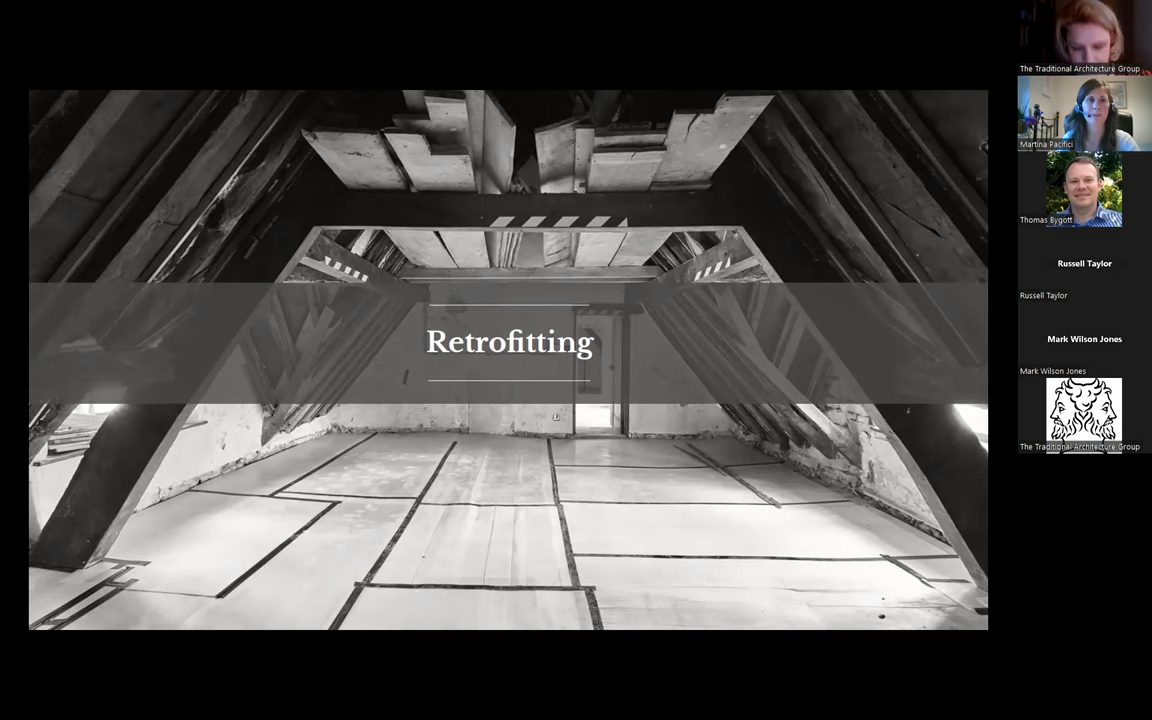 Retrofitting
The Traditional Architecture Group
Martina Pacifici
Thomas Bygott
Russell Taylor
Russell Taylor
Mark Wilson Jones
Mark Wilson Jones
The Traditional Architecture Group